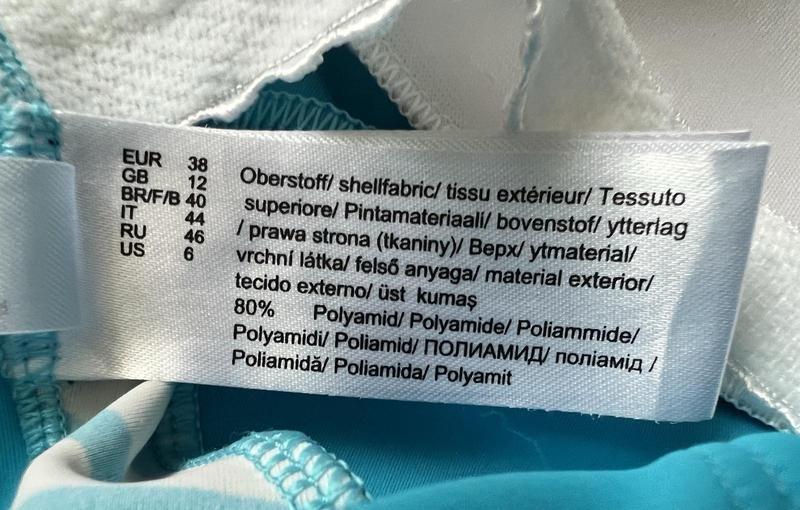 EUR 38
GB 12
BR/F/B 40
IT 44
RU 46
US 6
Oberstoff/ shellfabric/ tissu extérieur/ Tessuto
superiore/ Pintamateriaali/ bovenstof/ ytterlag
/ prawa strona (tkaniny)/ Bepx/ ytmaterial/
vrchní látka/ felső anyaga/ material exterior/
tecido externo/ üst kumaş
80% Polyamid/ Polyamide/ Poliammide/
Polyamidi/ Poliamid/ ПОЛИАМИД/ поліамід /
Poliamidă/ Poliamida/ Polyamit